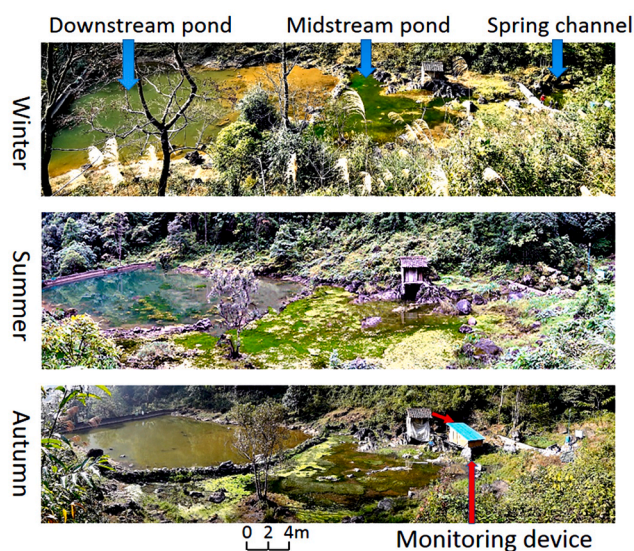 Downstream pond Midstream pond Spring channel
Winter
Summer
Autumn
0 2 4m
Monitoring device